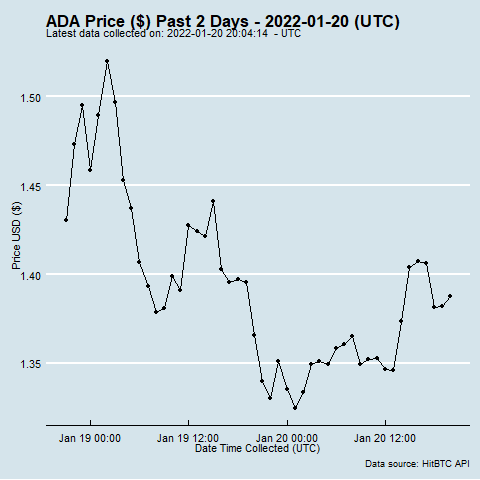 ADA Price ($) Past 2 Days - 2022-01-20 (UTC)
Latest data collected on: 2022-01-20 20:04:14 - UTC
1.50
1.45
1.40
1.35
Price USD ($)
Jan 19 00:00 Jan 19 12:00 Jan 20 00:00 Jan 20 12:00
Date Time Collected (UTC)
Data source: HitBTC API